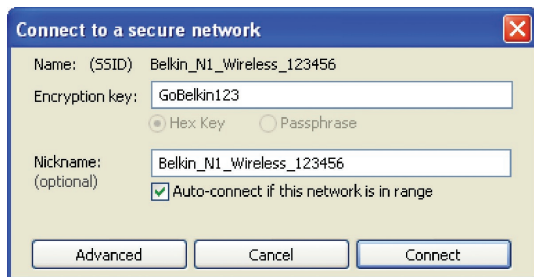 Connect to a secure network
Name: (SSID) Belkin_N1_Wireless_123456
Encryption key: GoBelkin123
Hex Key Passphrase
Nickname: Belkin_N1_Wireless_123456
(optional)
Auto-connect if this network is in range
Advanced Cancel Connect